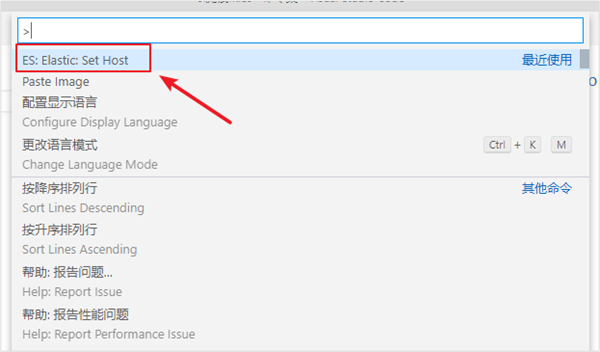 >
ES: Elastic: Set Host 最近使用
Paste Image
配置显示语言
Configure Display Language
更改语言模式 Ctrl + K M
Change Language Mode
按降序排列行 其他命令
Sort Lines Descending
按升序排列行
Sort Lines Ascending
帮助: 报告问题...
Help: Report Issue
帮助: 报告性能问题
Help: Report Performance Issue